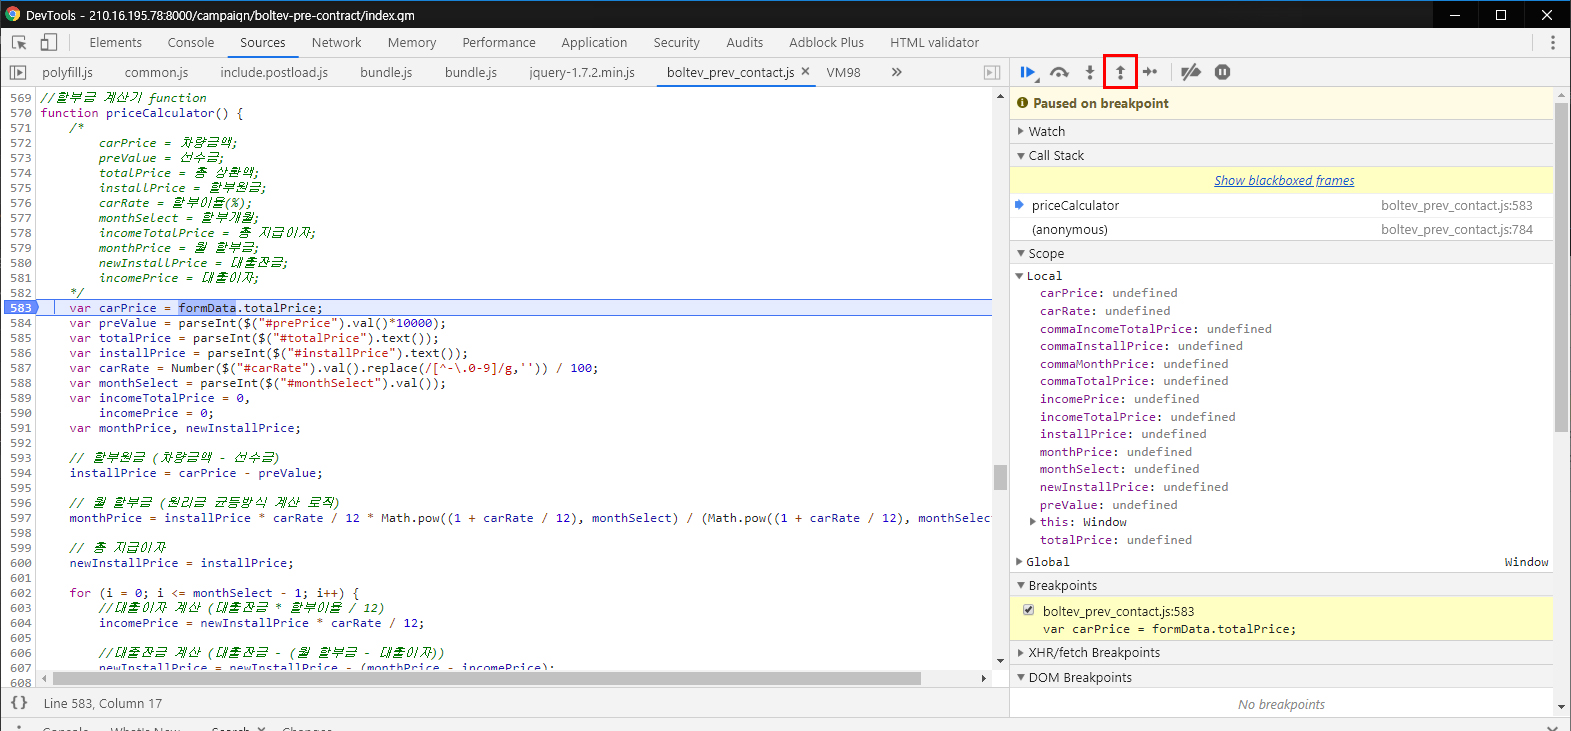 DevTools - 210.16.195.78:8000/campaign/boltev-pre-contract/index.qm
Elements Console Sources Network Memory Performance Application Security Audits Adblock Plus HTML validator
polyfill.js common.js include.postload.js bundle.js bundle.js jquery-1.7.2.min.js boltev_prev_contact.js × VM98 »
569 //할부금 계산기 function
570 function priceCalculator() {
571 /*
572 carPrice = 차량금액;
573 preValue = 선수금;
574 totalPrice = 총 상환액;
575 installPrice = 할부원금;
576 carRate = 할부이율(%);
577 monthSelect = 할부개월;
578 incomeTotalPrice = 총 지급이자;
579 monthPrice = 월 할부금;
580 newInstallPrice = 대출잔금;
581 incomePrice = 대출이자;
582 */
583 var carPrice = formData.totalPrice;
584 var preValue = parseInt($("#prePrice").val()*10000);
585 var totalPrice = parseInt($("#totalPrice").text());
586 var installPrice = parseInt($("#installPrice").text());
587 var carRate = Number($("#carRate").val().replace(/[^-\.0-9]/g,'')) / 100;
588 var monthSelect = parseInt($("#monthSelect").val());
589 var incomeTotalPrice = 0,
590 incomePrice = 0;
591 var monthPrice, newInstallPrice;
592
593 // 할부원금 (차량금액 - 선수금)
594 installPrice = carPrice - preValue;
595
596 // 월 할부금 (원리금 균등방식 계산 로직)
597 monthPrice = installPrice * carRate / 12 * Math.pow((1 + carRate / 12), monthSelect) / (Math.pow((1 + carRate / 12), monthSelect
598
599 // 총 지급이자
600 newInstallPrice = installPrice;
601
602 for (i = 0; i <= monthSelect - 1; i++) {
603 //대출이자 계산 (대출잔금 * 할부이율 / 12)
604 incomePrice = newInstallPrice * carRate / 12;
605
606 //대출잔금 계산 (대출잔금 - (월 할부금 - 대출이자))
607 newInstallPrice = newInstallPrice - (monthPrice - incomePrice);
608
{} Line 583, Column 17
Console What's New Search × Changes
Paused on breakpoint
Watch
Call Stack
Show blackboxed frames
priceCalculator boltev_prev_contact.js:583
(anonymous) boltev_prev_contact.js:784
Scope
Local
carPrice: undefined
carRate: undefined
commaIncomeTotalPrice: undefined
commaInstallPrice: undefined
commaMonthPrice: undefined
commaTotalPrice: undefined
incomePrice: undefined
incomeTotalPrice: undefined
installPrice: undefined
monthPrice: undefined
monthSelect: undefined
newInstallPrice: undefined
preValue: undefined
this: Window
totalPrice: undefined
Global Window
Breakpoints
boltev_prev_contact.js:583
var carPrice = formData.totalPrice;
XHR/fetch Breakpoints
DOM Breakpoints
No breakpoints